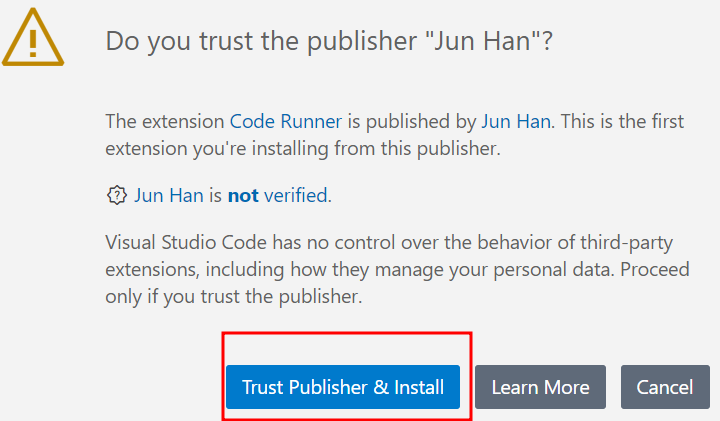 Do you trust the publisher "Jun Han"?
The extension Code Runner is published by Jun Han. This is the first
extension you're installing from this publisher.
Jun Han is not verified.
Visual Studio Code has no control over the behavior of third-party
extensions, including how they manage your personal data. Proceed
only if you trust the publisher.
Trust Publisher & Install Learn More Cancel